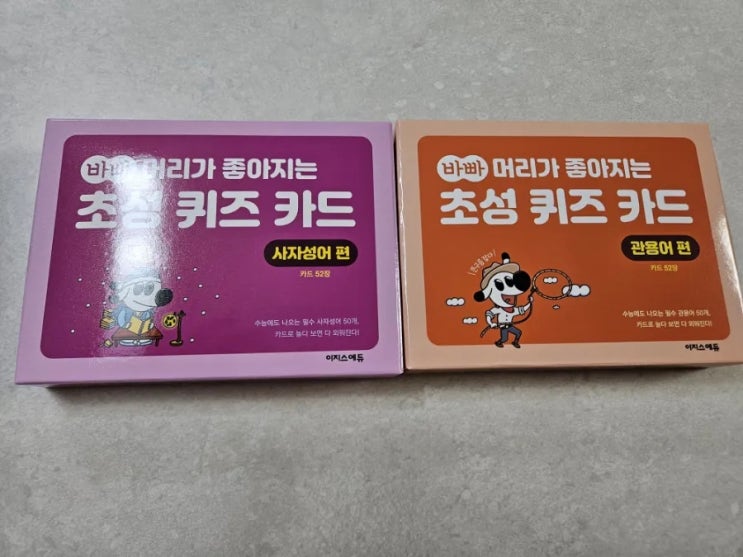 바빠 머리가 좋아지는
초성 퀴즈 카드
사자성어 편
카드 52장
수능에도 나오는 필수 사자성어 50개,
카드로 놀다 보면 다 외워진다!
이지스에듀
바빠 머리가 좋아지는
초성 퀴즈 카드
관용어 편
카드 52장
수능에도 나오는 필수 관용어 50개,
카드로 놀다 보면 다 외워진다!
이지스에듀